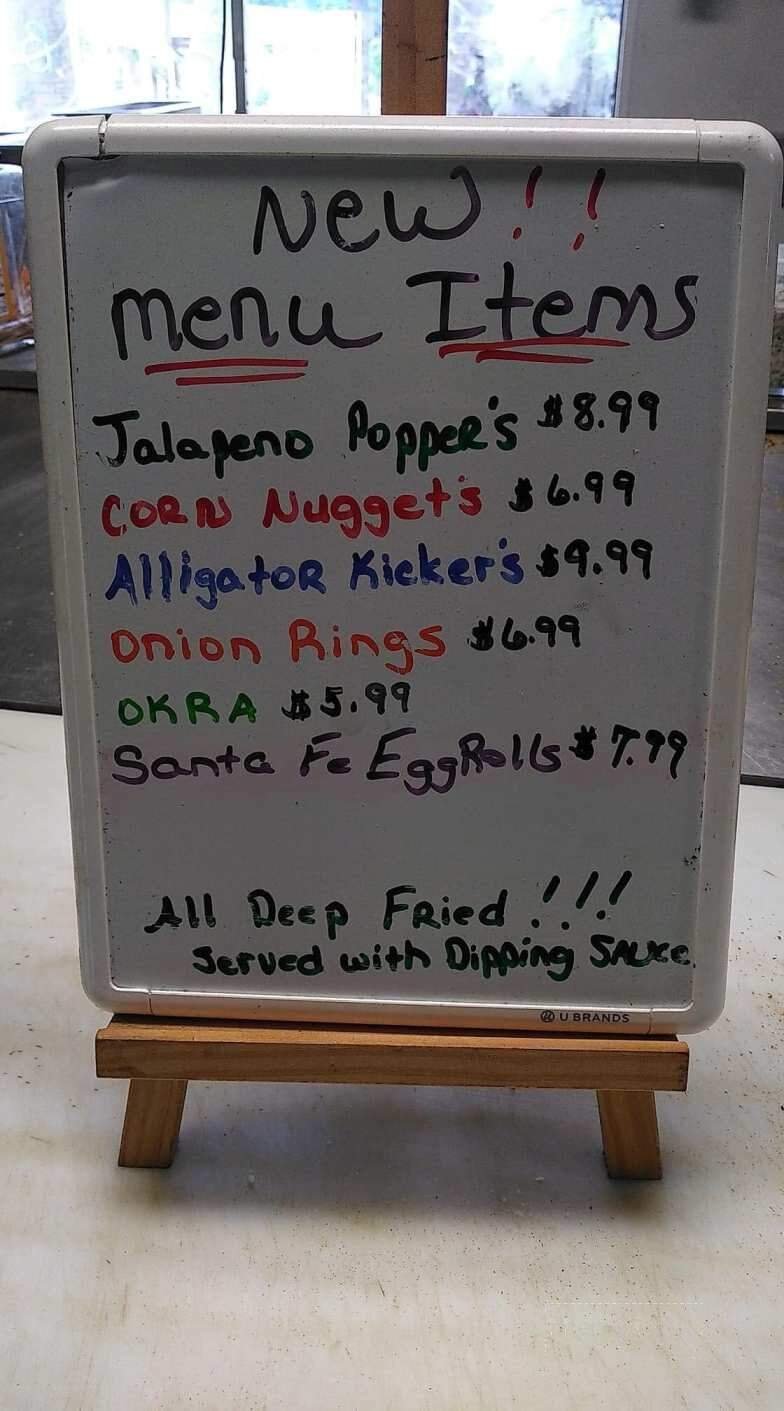 New!!
menu Items
Jalapeno Popper's $8.99
CORN Nugget's $6.99
AlligatoR Kicker's $9.99
Onion Rings $6.99
OKRA $5.99
Santa Fe EggRolls $7.99
All Deep FRied!!!
Served with Dipping SAuce.
U BRANDS